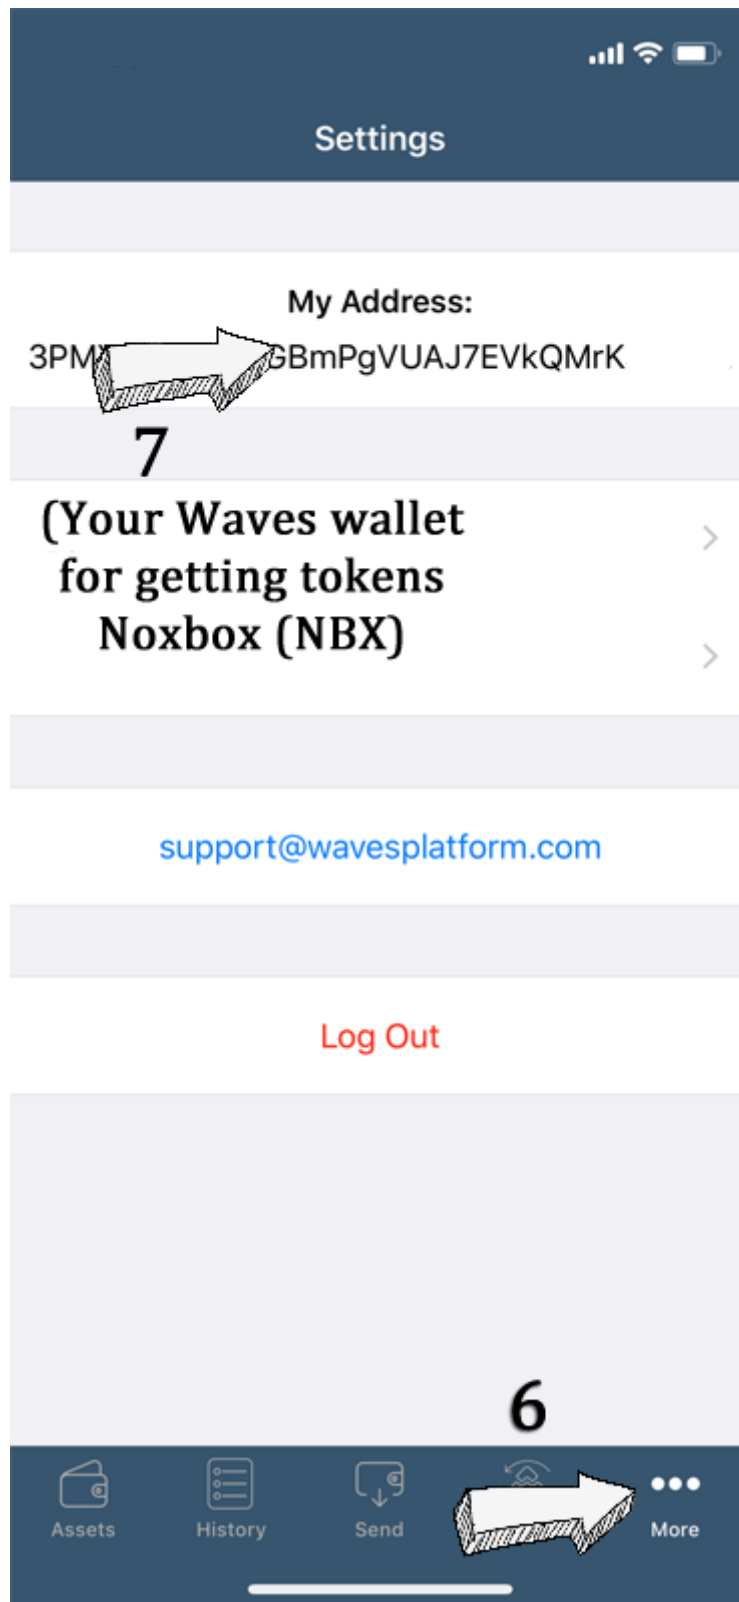 Settings
My Address:
3PM GBmPgVUAJ7EVkQMrK
7
(Your Waves wallet
for getting tokens
Noxbox (NBX)
support@wavesplatform.com
Log Out
6
Assets History Send More